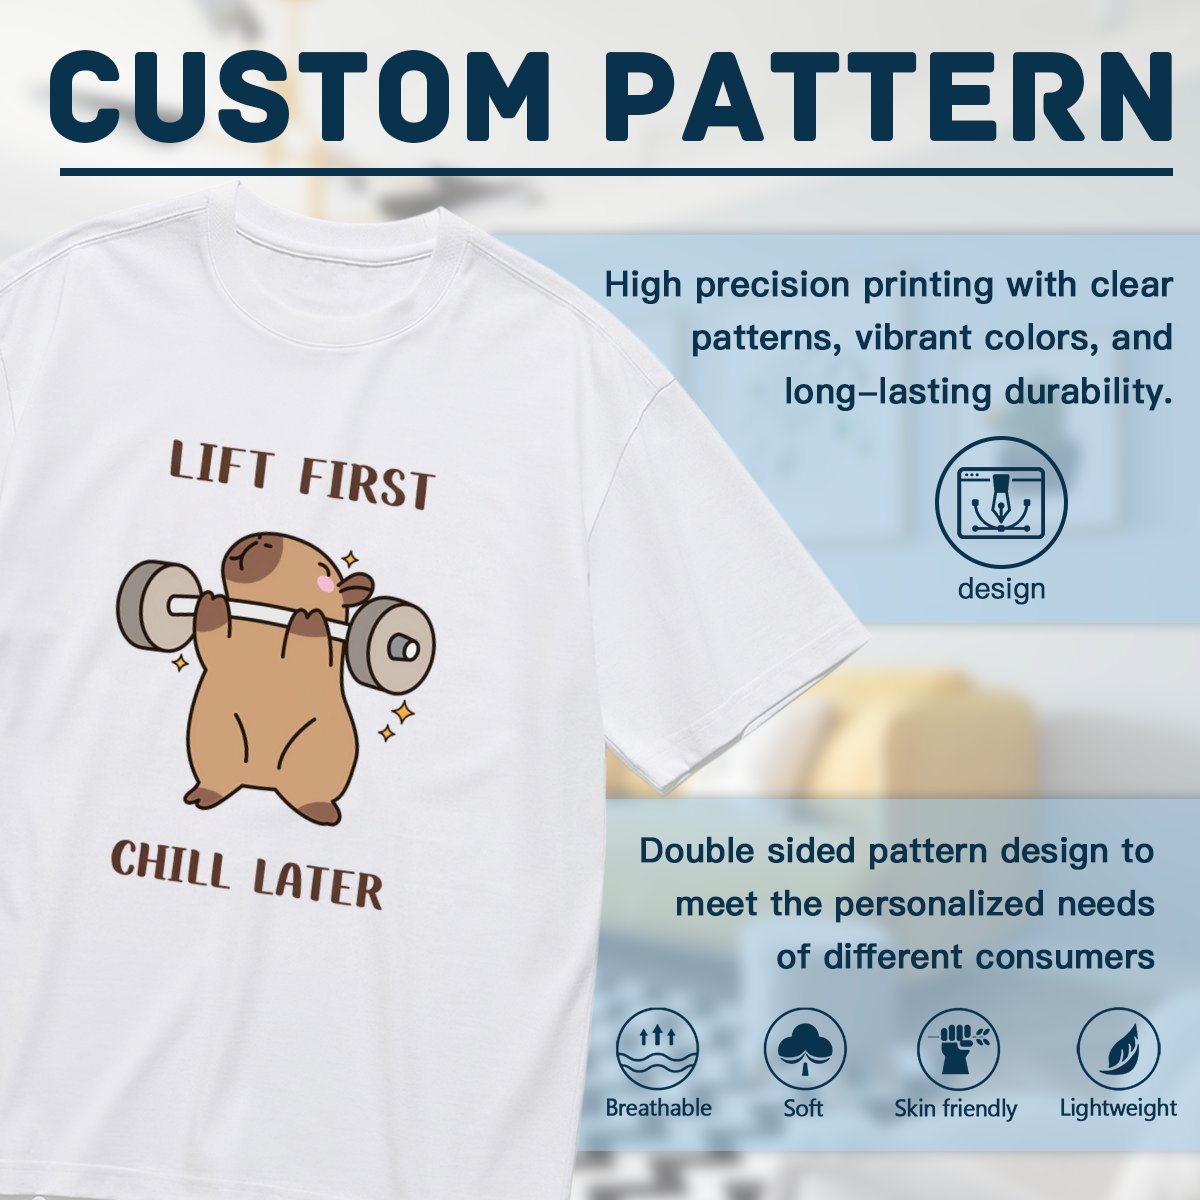 CUSTOM PATTERN
High precision printing with clear
patterns, vibrant colors, and
long-lasting durability.
design
LIFT FIRST
CHILL LATER
Double sided pattern design to
meet the personalized needs
of different consumers
Breathable
Soft
Skin friendly
Lightweight